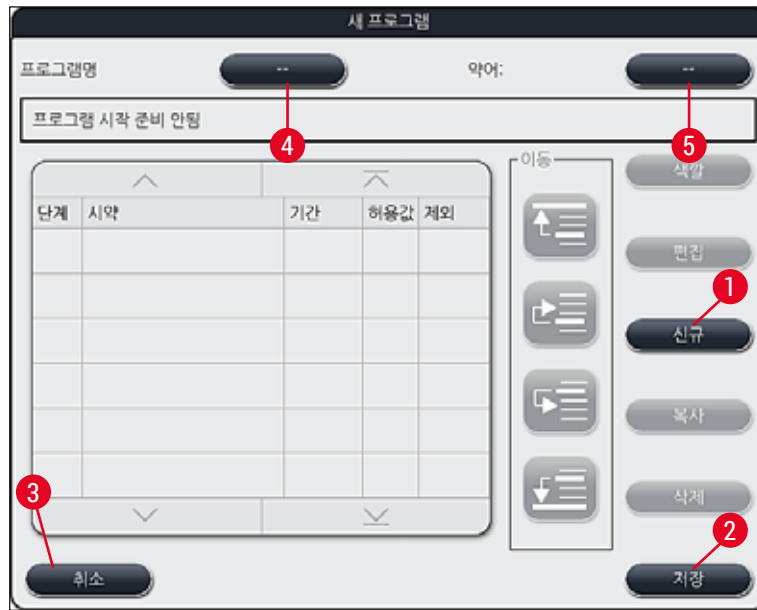 새 프로그램
프로그램명 -- 약어: --
프로그램 시작 준비 안됨
4 5
이동 색깔
단계 시약 기간 허용값 제외
편집
1
신규
복사
3 삭제
2
취소 저장